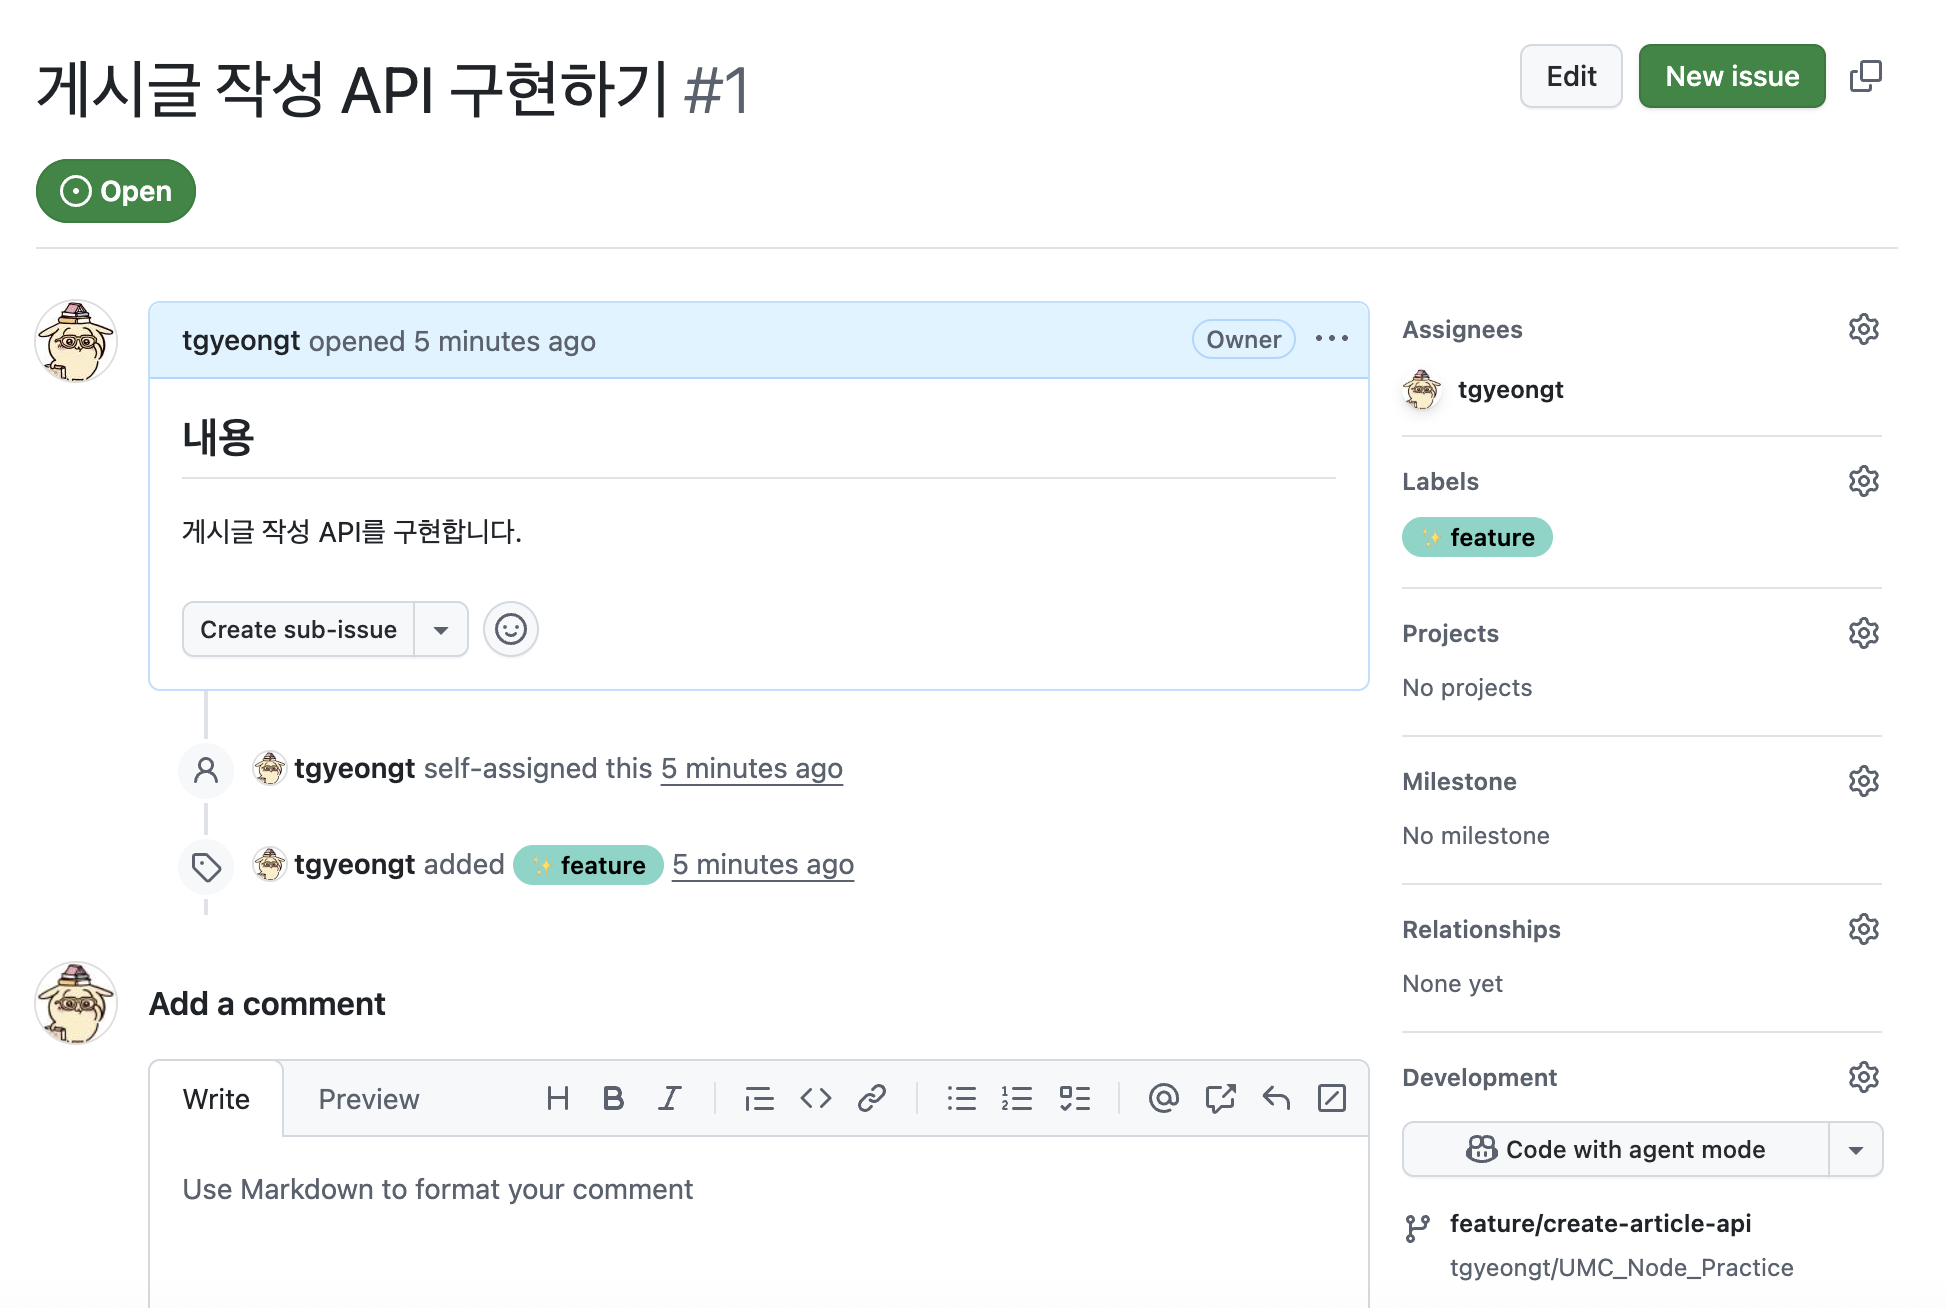 게시글 작성 API 구현하기 #1
Edit
New issue
Open
tgyeongt opened 5 minutes ago
Owner
내용
게시글 작성 API를 구현합니다.
Create sub-issue
tgyeongt self-assigned this 5 minutes ago
tgyeongt added ✨ feature 5 minutes ago
Add a comment
Write
Preview
Use Markdown to format your comment
Assignees
tgyeongt
Labels
✨ feature
Projects
No projects
Milestone
No milestone
Relationships
None yet
Development
Code with agent mode
feature/create-article-api
tgyeongt/UMC_Node_Practice